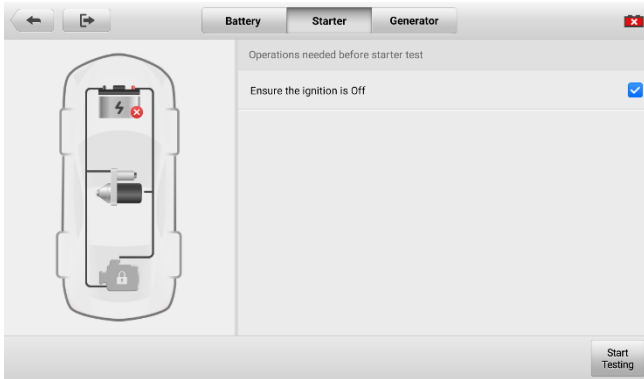 Battery
Starter
Generator
Operations needed before starter test
Ensure the ignition is Off
Start
Testing